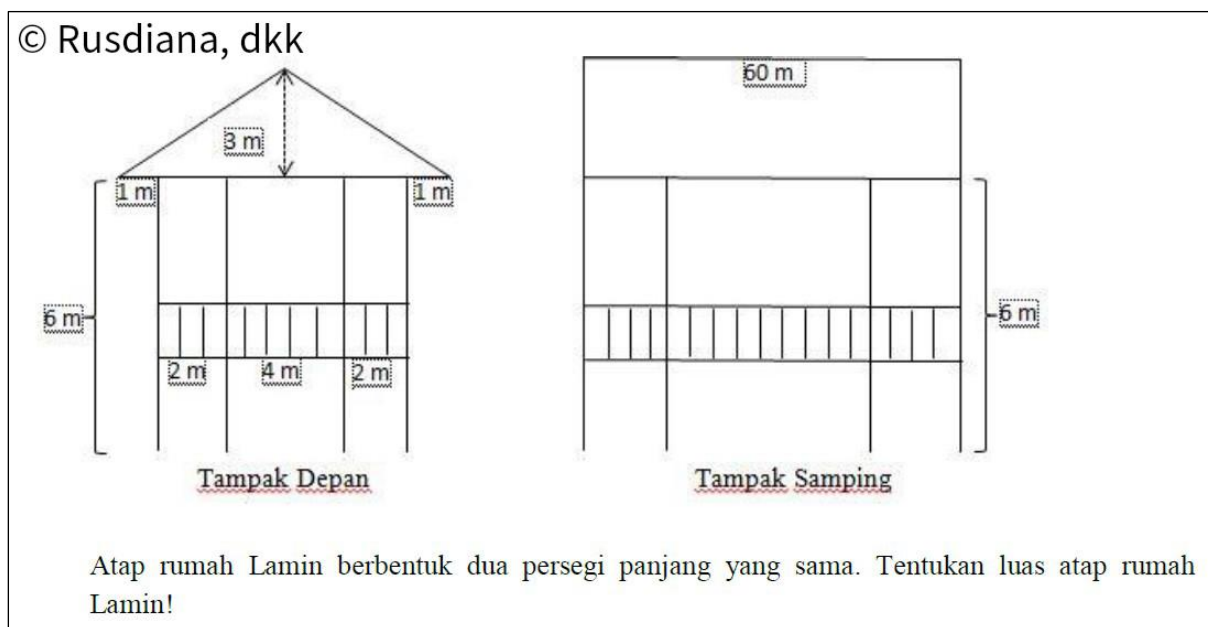 © Rusdiana, dkk
60 m
3 m
1 m
1 m
6 m
6 m
2 m
4 m
2 m
Tampak Depan
Tampak Samping
Atap rumah Lamin berbentuk dua persegi panjang yang sama. Tentukan luas atap rumah
Lamin!